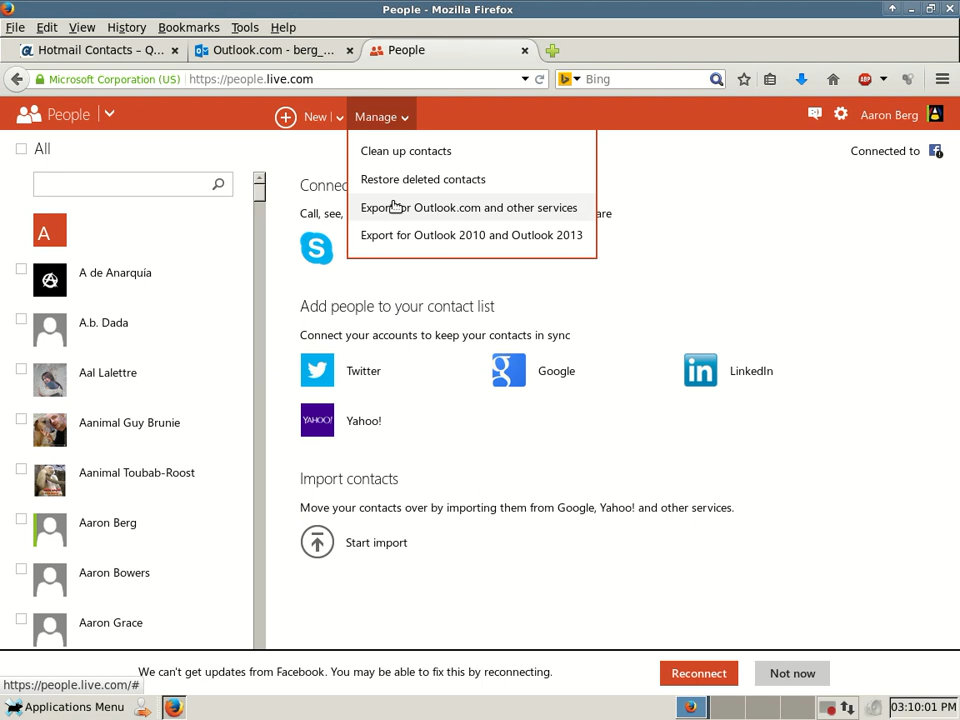 People - Mozilla Firefox
File Edit View History Bookmarks Tools Help
Hotmail Contacts – Q...
Outlook.com - berg_...
People
Microsoft Corporation (US)
https://people.live.com
Bing
People
New
Manage
Aaron Berg
All
Clean up contacts
Restore deleted contacts
Export for Outlook.com and other services
Export for Outlook 2010 and Outlook 2013
Connected to
Call, see,
A
A de Anarquía
A.b. Dada
Aal Lalettre
Aanimal Guy Brunie
Aanimal Toubab-Roost
Aaron Berg
Aaron Bowers
Aaron Grace
Add people to your contact list
Connect your accounts to keep your contacts in sync
Twitter
Google
LinkedIn
YAHOO!
Yahoo!
Import contacts
Move your contacts over by importing them from Google, Yahoo! and other services.
Start import
We can't get updates from Facebook. You may be able to fix this by reconnecting.
Reconnect
Not now
https://people.live.com/#
Applications Menu
03:10:01 PM